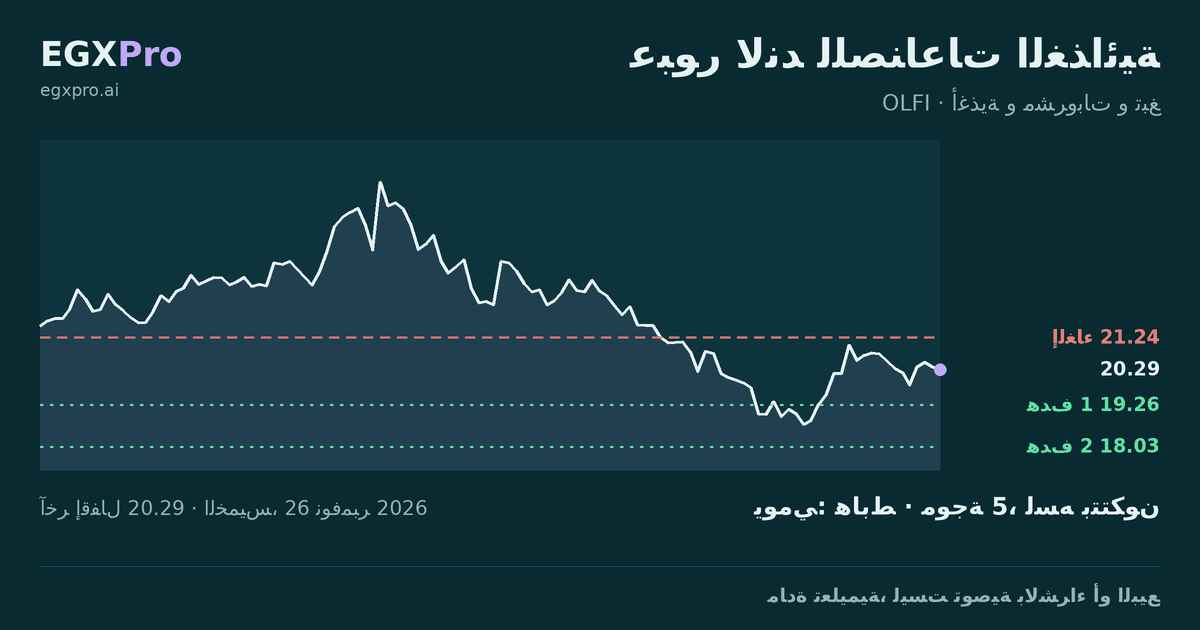 EGXPro
egxpro.ai
عبور لاند للصناعات الغذائية
OLFI · أغذية و مشروبات و تبغ
إلغاء 21.24
20.29
هدف 1 19.26
هدف 2 18.03
يومي: هابط · موجة 5، لسه بتتكون
آخر إقفال 20.29 · الخميس، 26 نوفمبر 2026
مادة تعليمية، ليست توصية بالشراء أو البيع